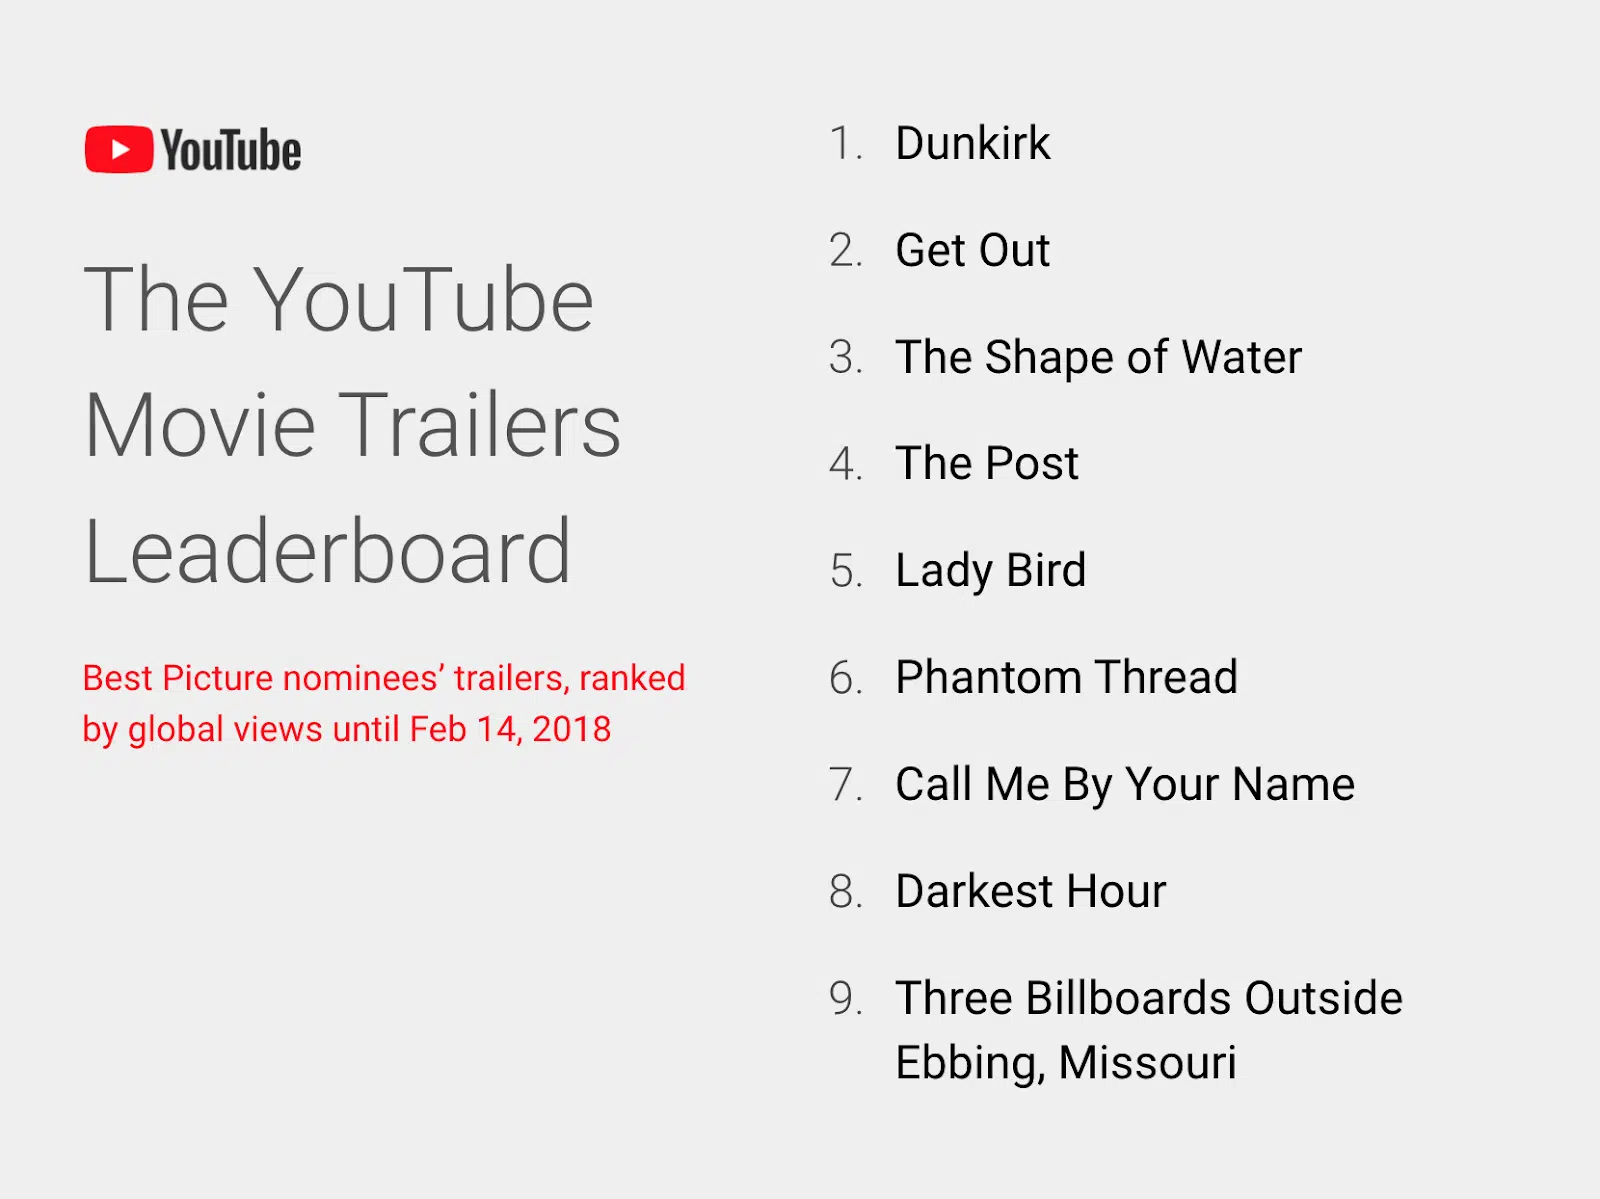 YouTube
The YouTube
Movie Trailers
Leaderboard
Best Picture nominees’ trailers, ranked
by global views until Feb 14, 2018
1. Dunkirk
2. Get Out
3. The Shape of Water
4. The Post
5. Lady Bird
6. Phantom Thread
7. Call Me By Your Name
8. Darkest Hour
9. Three Billboards Outside
Ebbing, Missouri